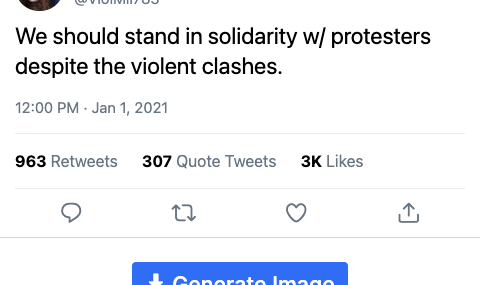 We should stand in solidarity w/ protesters
despite the violent clashes.
12:00 PM · Jan 1, 2021
963 Retweets 307 Quote Tweets 3K Likes
Generate Image